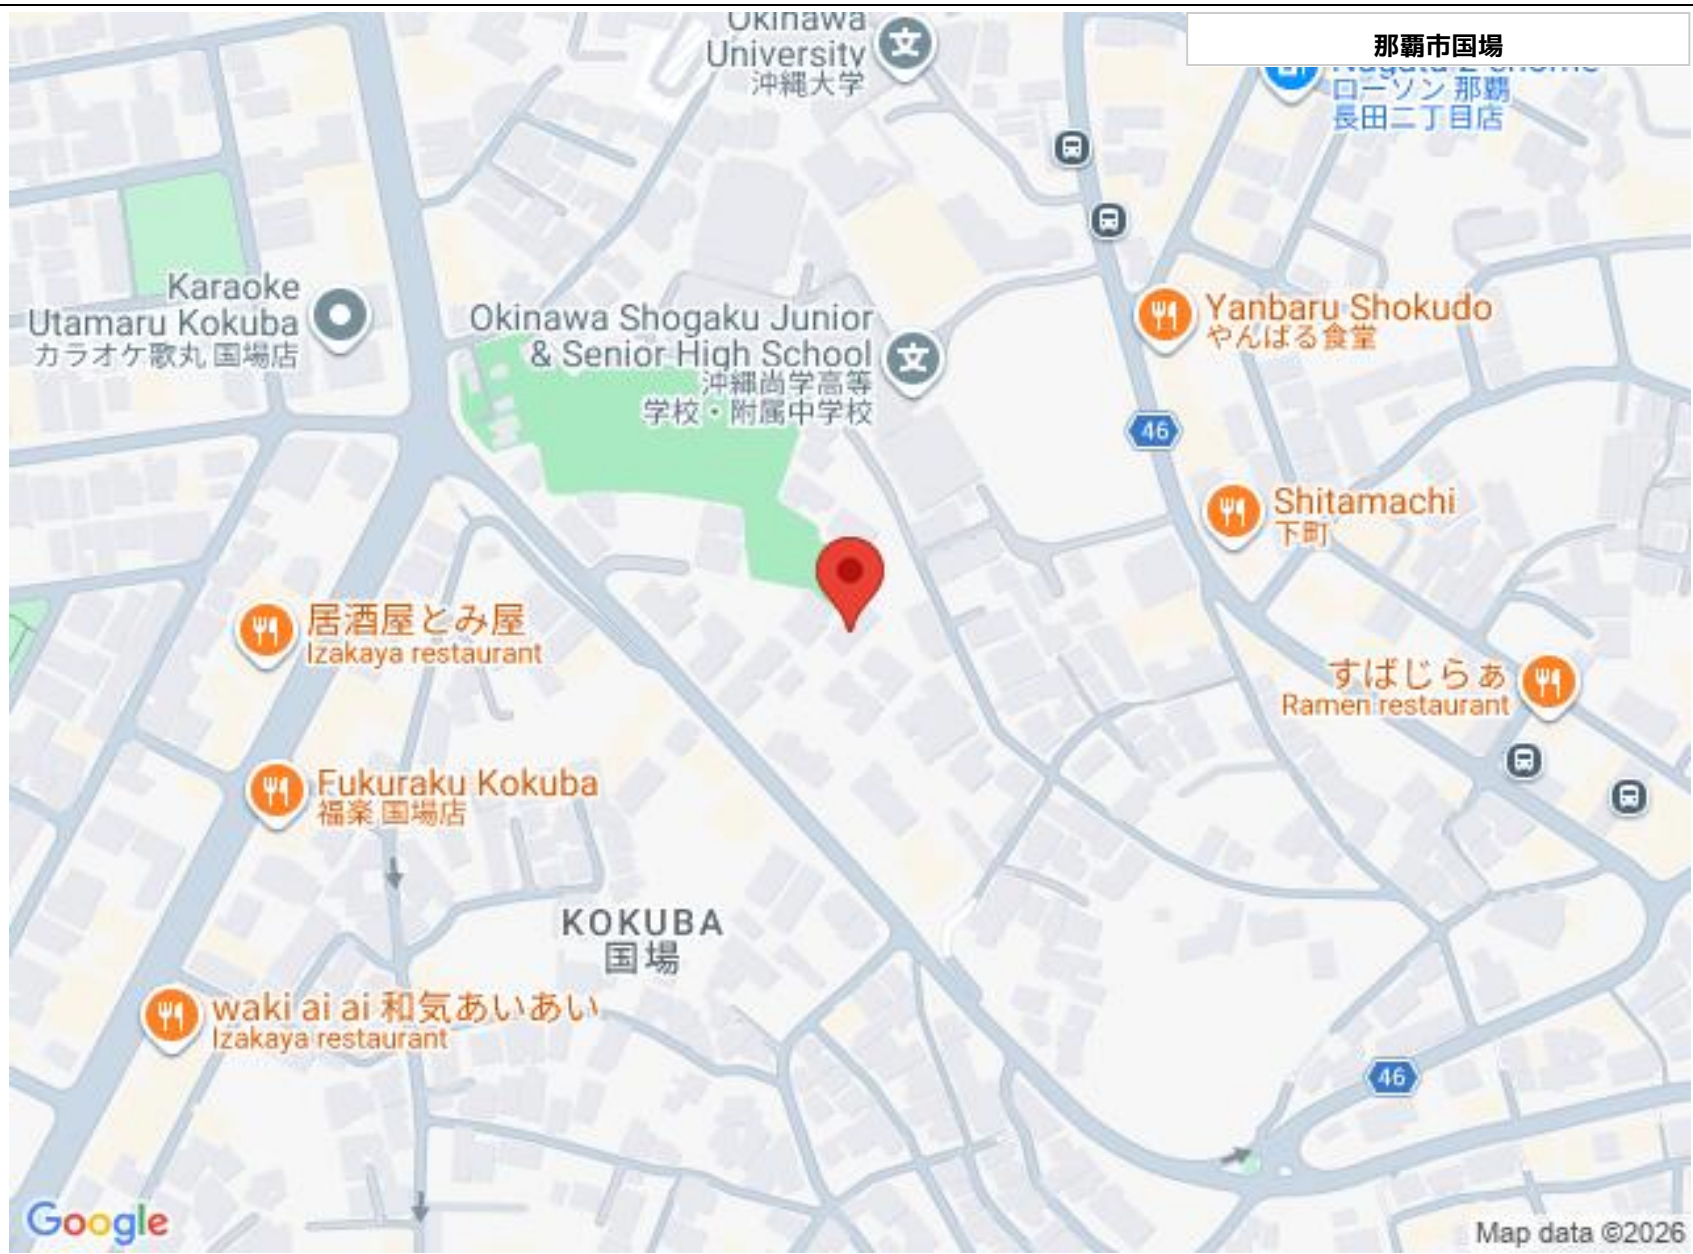 那覇市国場
Okinawa
University
沖縄大学
Nagata 2 Chome
ローソン 那覇
長田二丁目店
Karaoke
Utamaru Kokuba
カラオケ歌丸 国場店
Okinawa Shogaku Junior
& Senior High School
沖縄尚学高等
学校・附属中学校
Yanbaru Shokudo
やんばる食堂
46
Shitamachi
下町
居酒屋とみ屋
Izakaya restaurant
すばじらぁ
Ramen restaurant
Fukuraku Kokuba
福楽 国場店
KOKUBA
国場
waki ai ai 和気あいあい
Izakaya restaurant
46
Google
Map data ©2026